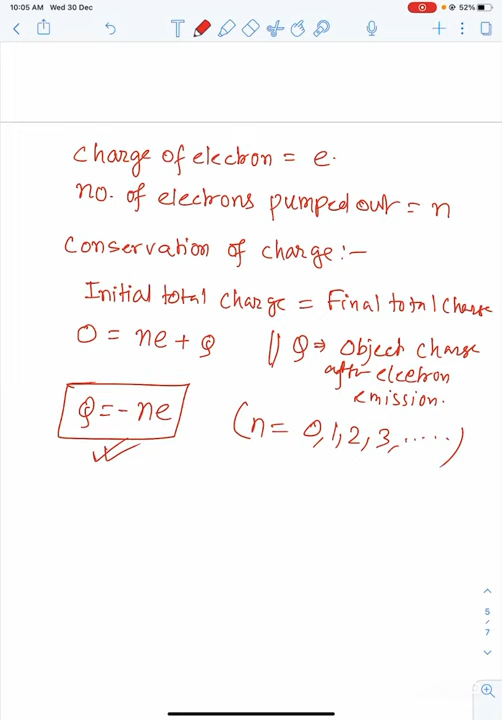 10:05 AM Wed 30 Dec
52%
Charge of electron = e.
no. of electrons pumped out = n
Conservation of charge :-
Initial total charge = Final total charge
0 = ne + Q || Q ⇒ Object charge
after electron
emission.
Q = - ne
(n = 0, 1, 2, 3, .....)
5
/
7